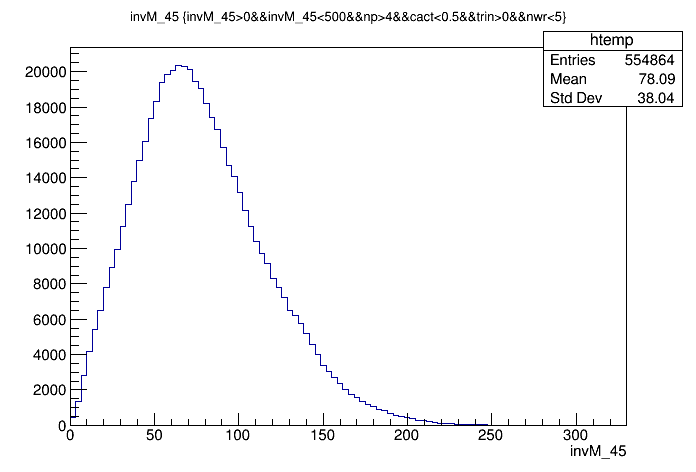 invM_45 {invM_45>0&&invM_45<500&&np>4&&cact<0.5&&trin>0&&nwr<5}
htemp
Entries 554864
Mean 78.09
Std Dev 38.04
20000
18000
16000
14000
12000
10000
8000
6000
4000
2000
0
0 50 100 150 200 250 300
invM_45